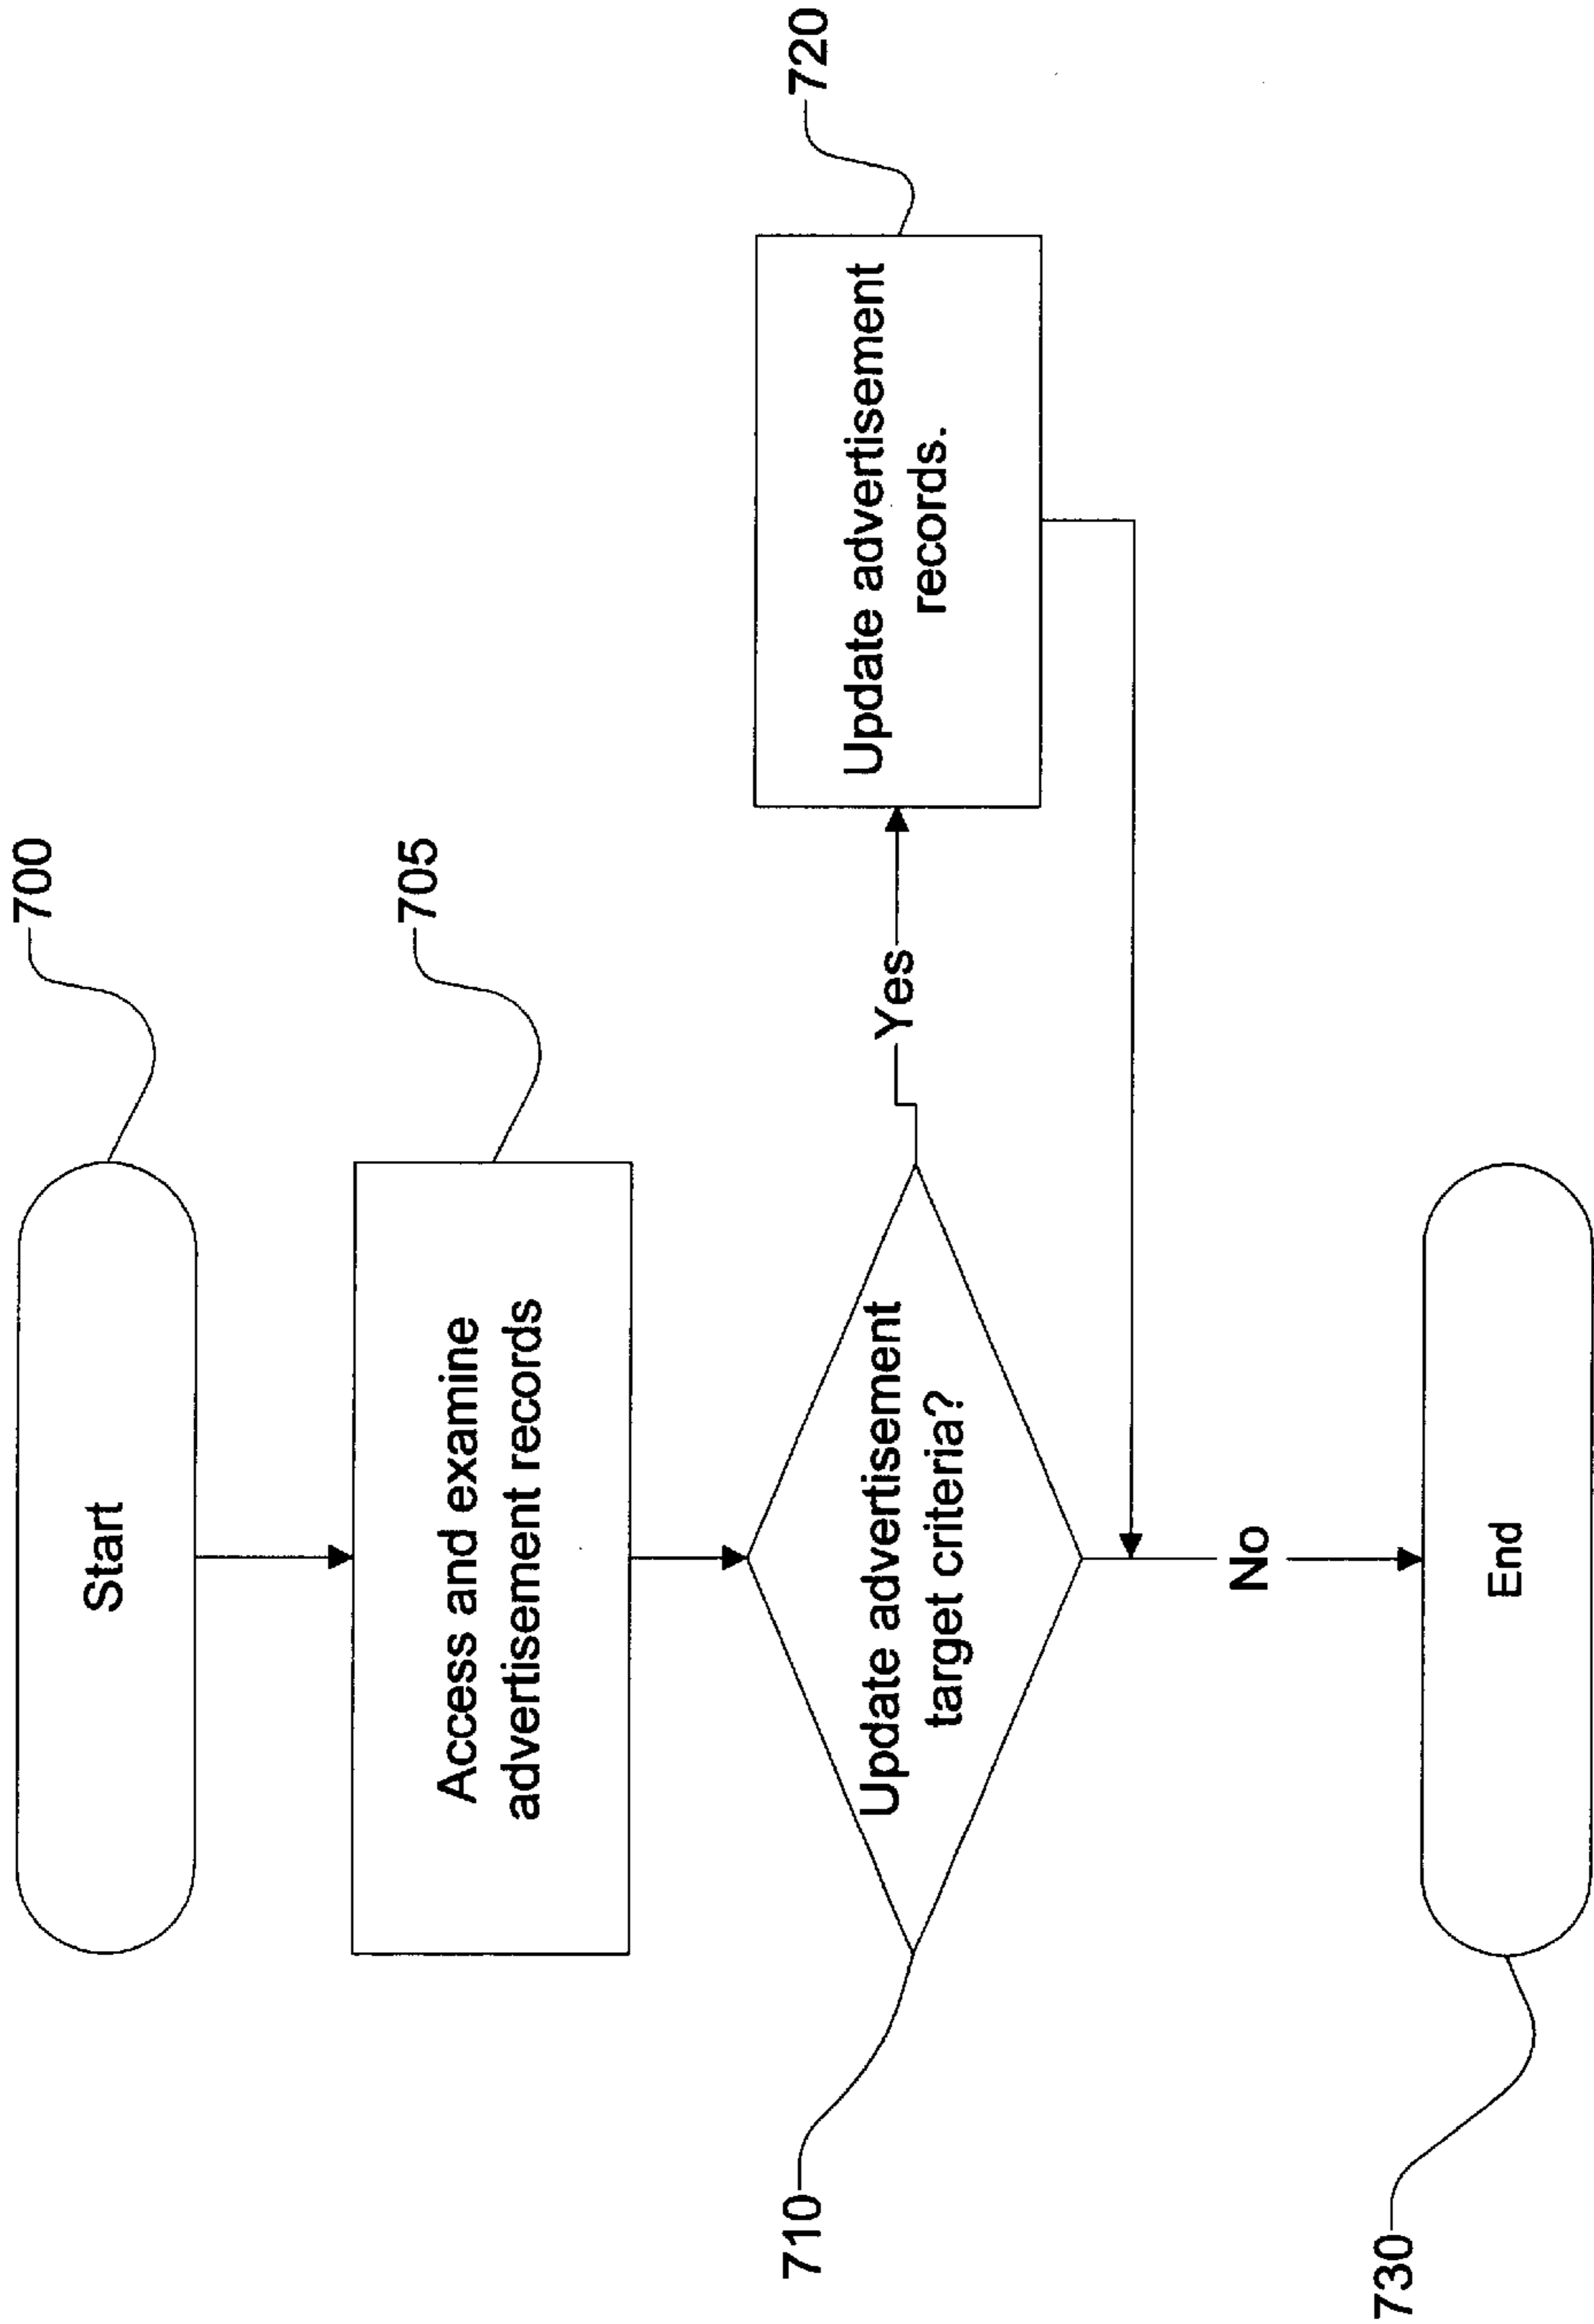 700
Start
705
Access and examine
advertisement records
710
Update advertisement
target criteria?
Yes
720
Update advertisement
records.
No
730
End